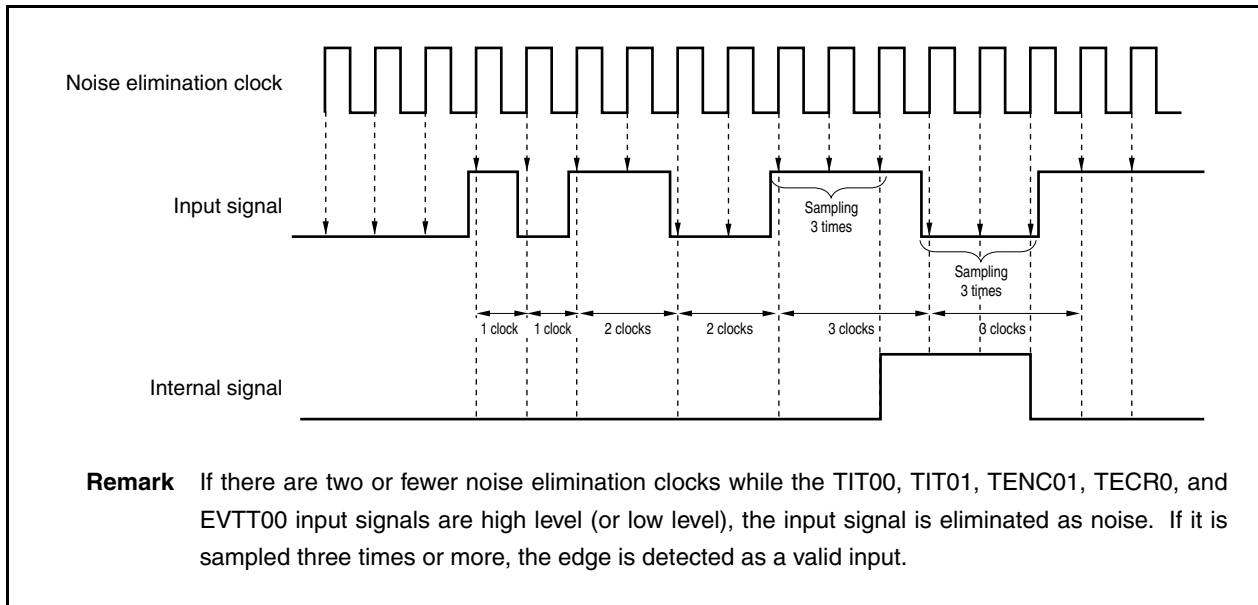 Noise elimination clock
Input signal
Sampling
3 times
Sampling
3 times
1 clock 1 clock 2 clocks 2 clocks 3 clocks 3 clocks
Internal signal
Remark If there are two or fewer noise elimination clocks while the TIT00, TIT01, TENC01, TECR0, and
EVTT00 input signals are high level (or low level), the input signal is eliminated as noise. If it is
sampled three times or more, the edge is detected as a valid input.